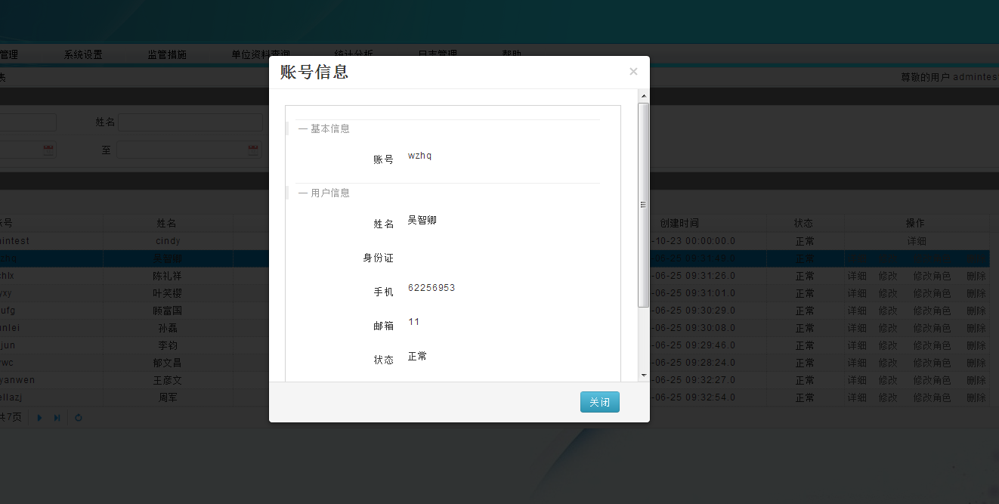 管理 系统设置 监管措施 单位资料查询 统计分析 日志管理 帮助
表 尊敬的用户 admintest
账号信息 ×
姓名
至
— 基本信息
账号 wzhq
— 用户信息
姓名 吴智卿
身份证
手机 62256953
邮箱 11
状态 正常
关闭
账号 姓名 创建时间 状态 操作
mintest cindy -10-23 00:00:00.0 正常 详细
zhq 吴智卿 -06-25 09:31:49.0 正常 详细 修改 修改角色 删除
chlx 陈礼祥 -06-25 09:31:26.0 正常 详细 修改 修改角色 删除
yxy 叶笑樱 -06-25 09:31:01.0 正常 详细 修改 修改角色 删除
ufg 顾富国 -06-25 09:30:29.0 正常 详细 修改 修改角色 删除
unlei 孙磊 -06-25 09:30:08.0 正常 详细 修改 修改角色 删除
jun 李钧 -06-25 09:29:46.0 正常 详细 修改 修改角色 删除
wc 郁文昌 -06-25 09:28:24.0 正常 详细 修改 修改角色 删除
yanwen 王彦文 -06-25 09:32:27.0 正常 详细 修改 修改角色 删除
ellazj 周军 -06-25 09:32:54.0 正常 详细 修改 修改角色 删除
共7页